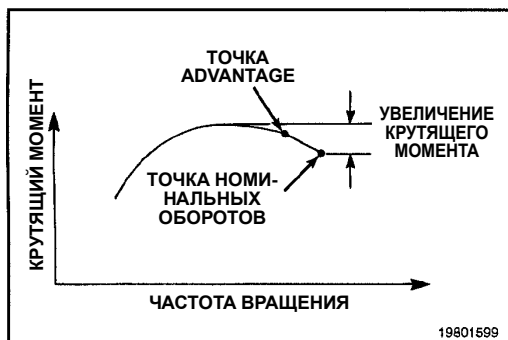 ТОЧКА
ADVANTAGE
УВЕЛИЧЕНИЕ
КРУТЯЩЕГО
МОМЕНТА
ТОЧКА НОМИ-
НАЛЬНЫХ
ОБОРОТОВ
КРУТЯЩИЙ МОМЕНТ
ЧАСТОТА ВРАЩЕНИЯ
19801599